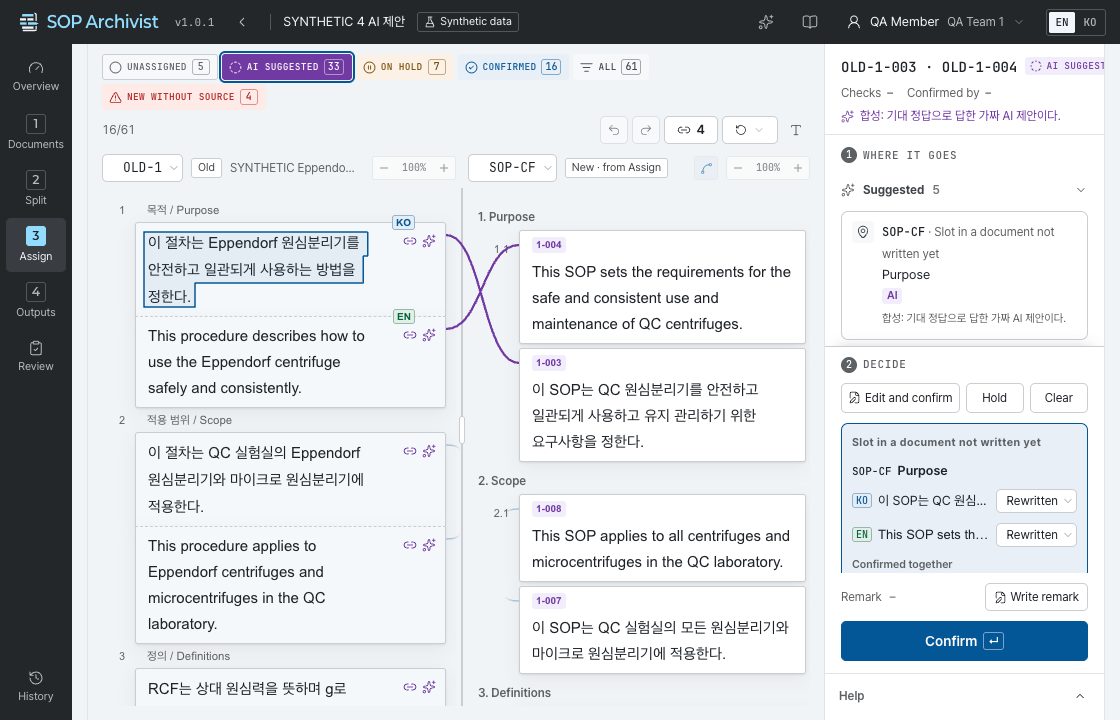 SOP Archivist v1.0.1 SYNTHETIC 4 AI 제안 Synthetic data QA Member QA Team 1 EN KO
Overview
1
Documents
2
Split
3
Assign
4
Outputs
Review
History
UNASSIGNED 5 AI SUGGESTED 33 ON HOLD 7 CONFIRMED 16 ALL 61
NEW WITHOUT SOURCE 4
16/61
4
OLD-1 Old SYNTHETIC Eppendo... − 100% +
SOP-CF New · from Assign − 100% +
1 목적 / Purpose
KO
이 절차는 Eppendorf 원심분리기를
안전하고 일관되게 사용하는 방법을
정한다.
EN
This procedure describes how to
use the Eppendorf centrifuge
safely and consistently.
2 적용 범위 / Scope
이 절차는 QC 실험실의 Eppendorf
원심분리기와 마이크로 원심분리기에
적용한다.
This procedure applies to
Eppendorf centrifuges and
microcentrifuges in the QC
laboratory.
3 정의 / Definitions
RCF는 상대 원심력을 뜻하며 g로
1. Purpose
1-004
This SOP sets the requirements for the
safe and consistent use and
maintenance of QC centrifuges.
1-003
이 SOP는 QC 원심분리기를 안전하고
일관되게 사용하고 유지 관리하기 위한
요구사항을 정한다.
2. Scope
2.1
1-008
This SOP applies to all centrifuges and
microcentrifuges in the QC laboratory.
1-007
이 SOP는 QC 실험실의 모든 원심분리기와
마이크로 원심분리기에 적용한다.
3. Definitions
OLD-1-003 · OLD-1-004 AI SUGGEST
Checks – Confirmed by –
합성: 기대 정답으로 답한 가짜 AI 제안이다.
1 WHERE IT GOES
Suggested 5
SOP-CF · Slot in a document not
written yet
Purpose
AI
합성: 기대 정답으로 답한 가짜 AI 제안이다.
2 DECIDE
Edit and confirm Hold Clear
Slot in a document not written yet
SOP-CF Purpose
KO 이 SOP는 QC 원심... Rewritten
EN This SOP sets th... Rewritten
Confirmed together
Remark – Write remark
Confirm
Help